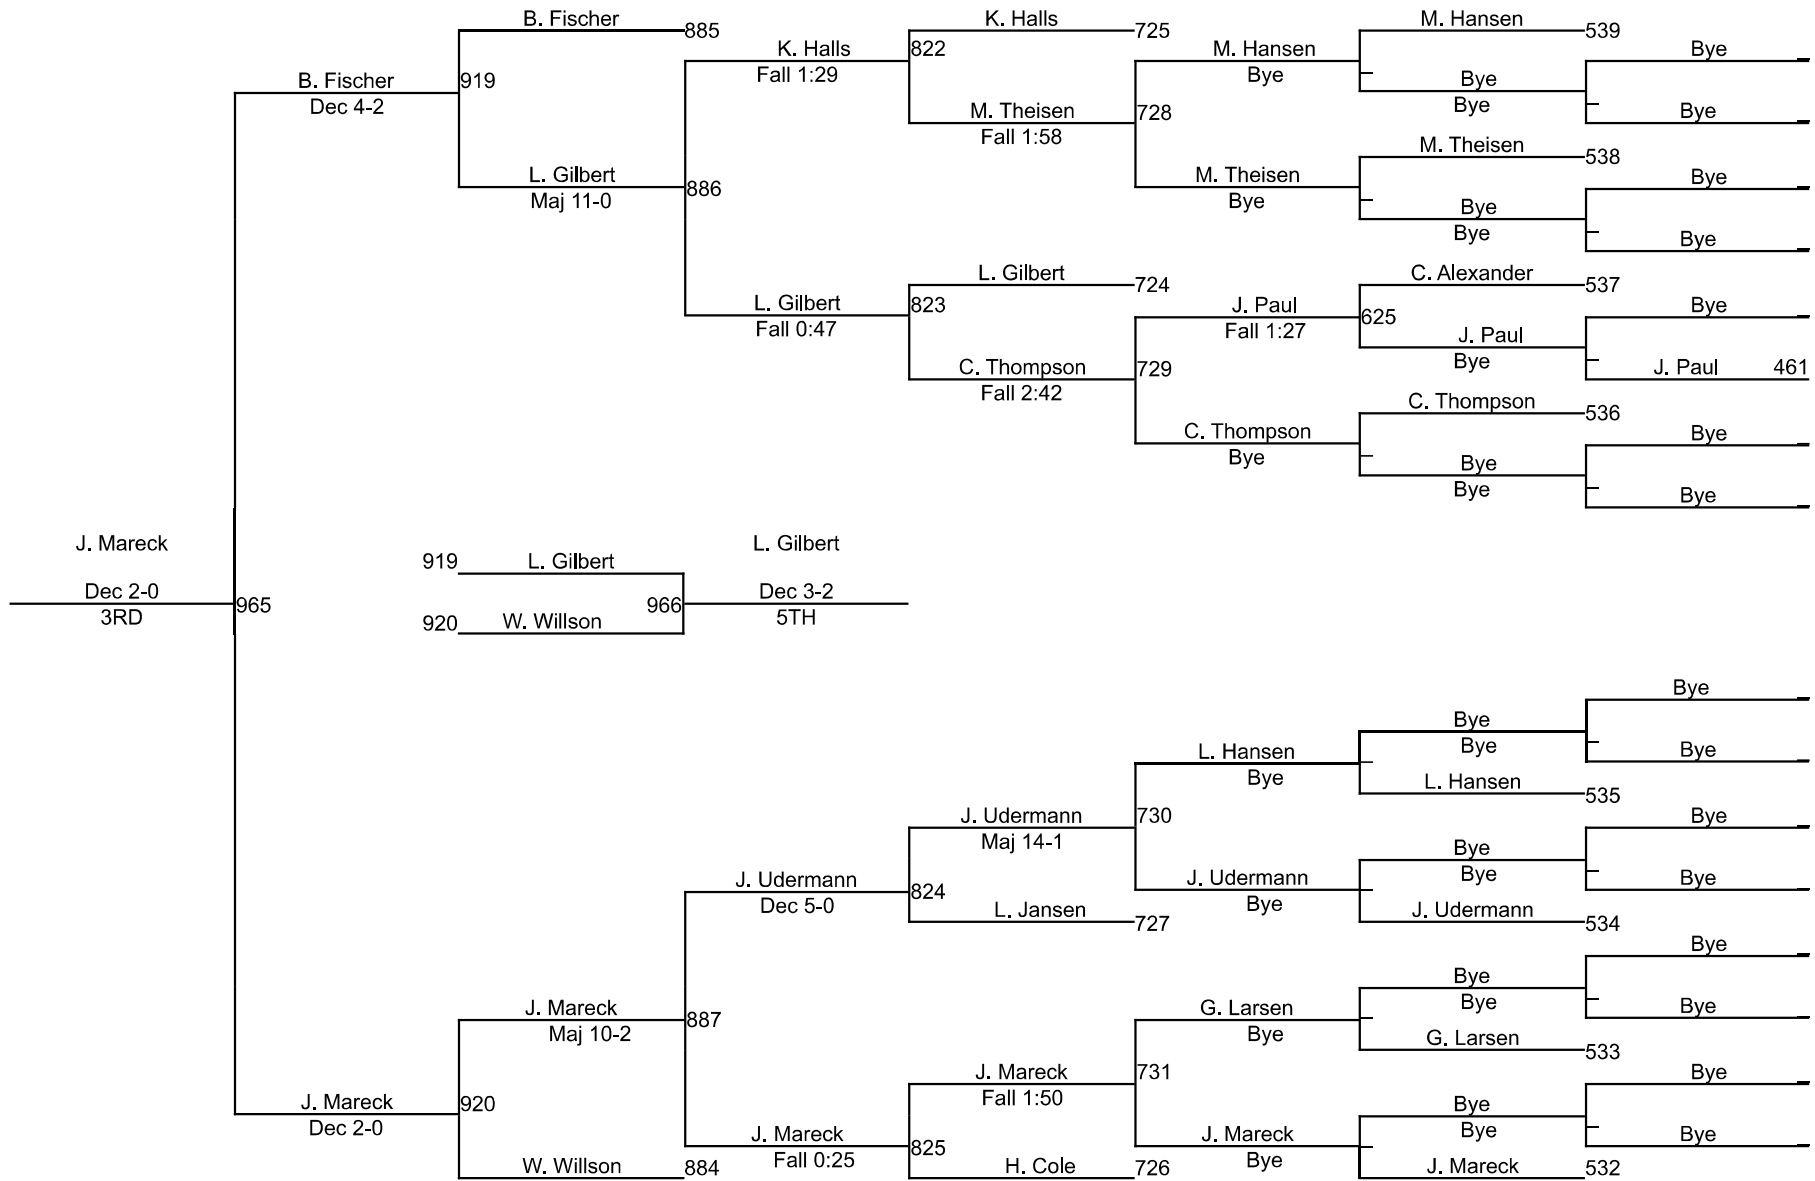 B. Fischer
885
K. Halls
725
M. Hansen
539
K. Halls
822
M. Hansen
Bye
Fall 1:29
Bye
Bye
B. Fischer
919
Bye
Dec 4-2
M. Theisen
728
Bye
Fall 1:58
M. Theisen
538
L. Gilbert
886
M. Theisen
Bye
Maj 11-0
Bye
Bye
Bye
Bye
L. Gilbert
724
C. Alexander
537
L. Gilbert
823
J. Paul
625
Bye
Fall 0:47
Fall 1:27
J. Paul
Bye
C. Thompson
729
J. Paul 461
Fall 2:42
C. Thompson
536
C. Thompson
Bye
Bye
Bye
Bye
Bye
J. Mareck
L. Gilbert
919
L. Gilbert
Dec 2-0
965
966
Dec 3-2
3RD
920
W. Willson
5TH
Bye
Bye
L. Hansen
Bye
Bye
Bye
L. Hansen
535
J. Udermann
730
Bye
Maj 14-1
Bye
J. Udermann
824
J. Udermann
Bye
Bye
Dec 5-0
Bye
L. Jansen
727
J. Udermann
534
Bye
Bye
J. Mareck
887
G. Larsen
Bye
Bye
Maj 10-2
Bye
G. Larsen
533
J. Mareck
731
Bye
Fall 1:50
J. Mareck
920
Bye
Dec 2-0
J. Mareck
825
J. Mareck
Bye
Bye
Fall 0:25
Bye
W. Willson
884
H. Cole
726
J. Mareck
532